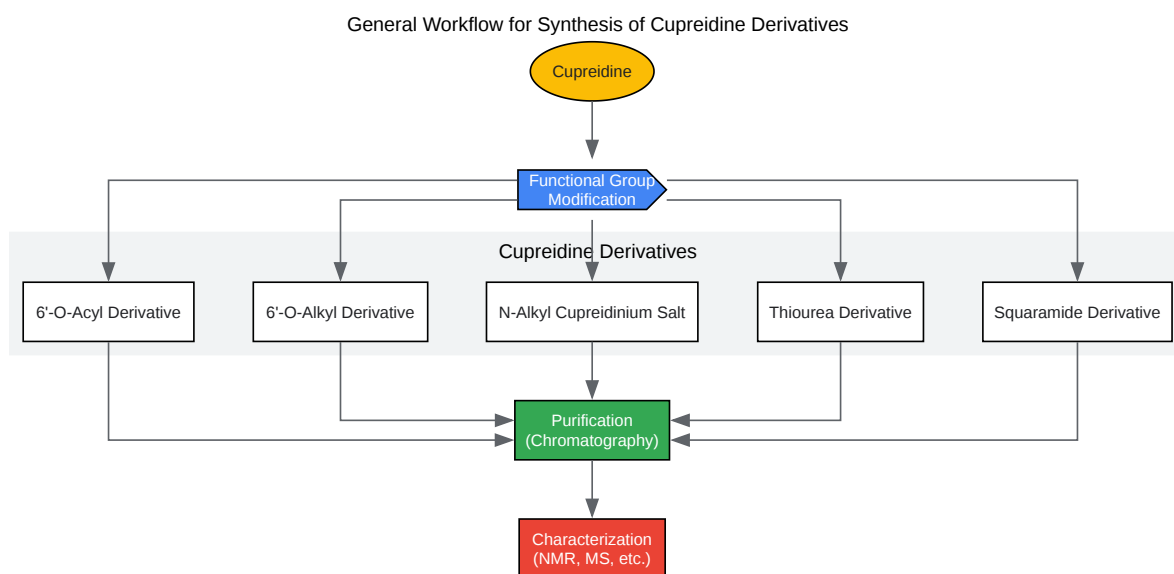 General Workflow for Synthesis of Cupreidine Derivatives
Cupreidine
Functional Group
Modification
Cupreidine Derivatives
6'-O-Acyl Derivative
6'-O-Alkyl Derivative
N-Alkyl Cupreidinium Salt
Thiourea Derivative
Squaramide Derivative
Purification
(Chromatography)
Characterization
(NMR, MS, etc.)